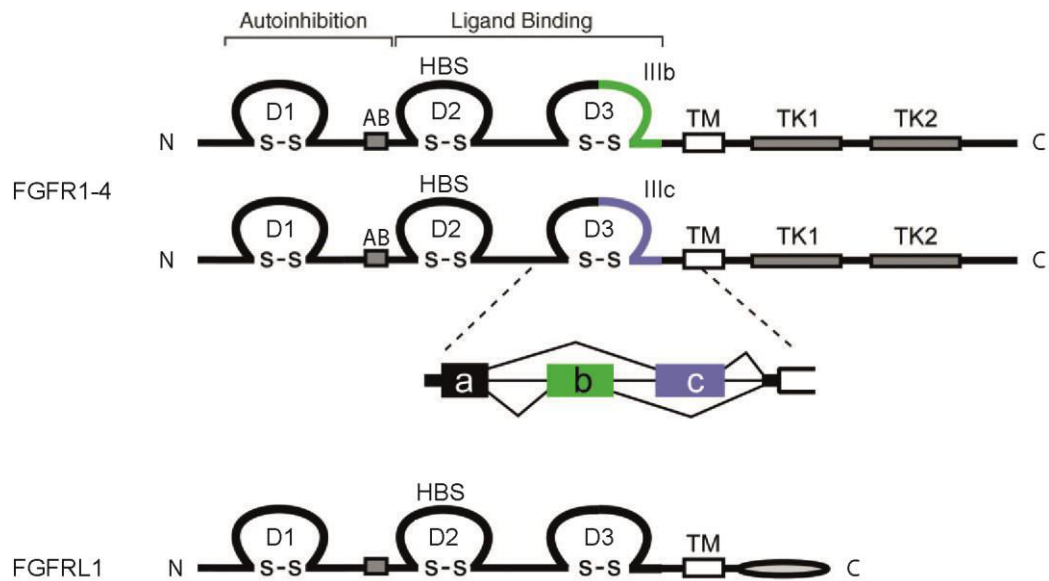 Autoinhibition Ligand Binding
HBS IIIb
D1 AB D2 D3 TM TK1 TK2
N S-S S-S S-S C
FGFR1-4
HBS IIIc
D1 AB D2 D3 TM TK1 TK2
N S-S S-S S-S C
a b c
HBS
D1 D2 D3 TM
FGFRL1 N S-S S-S S-S C